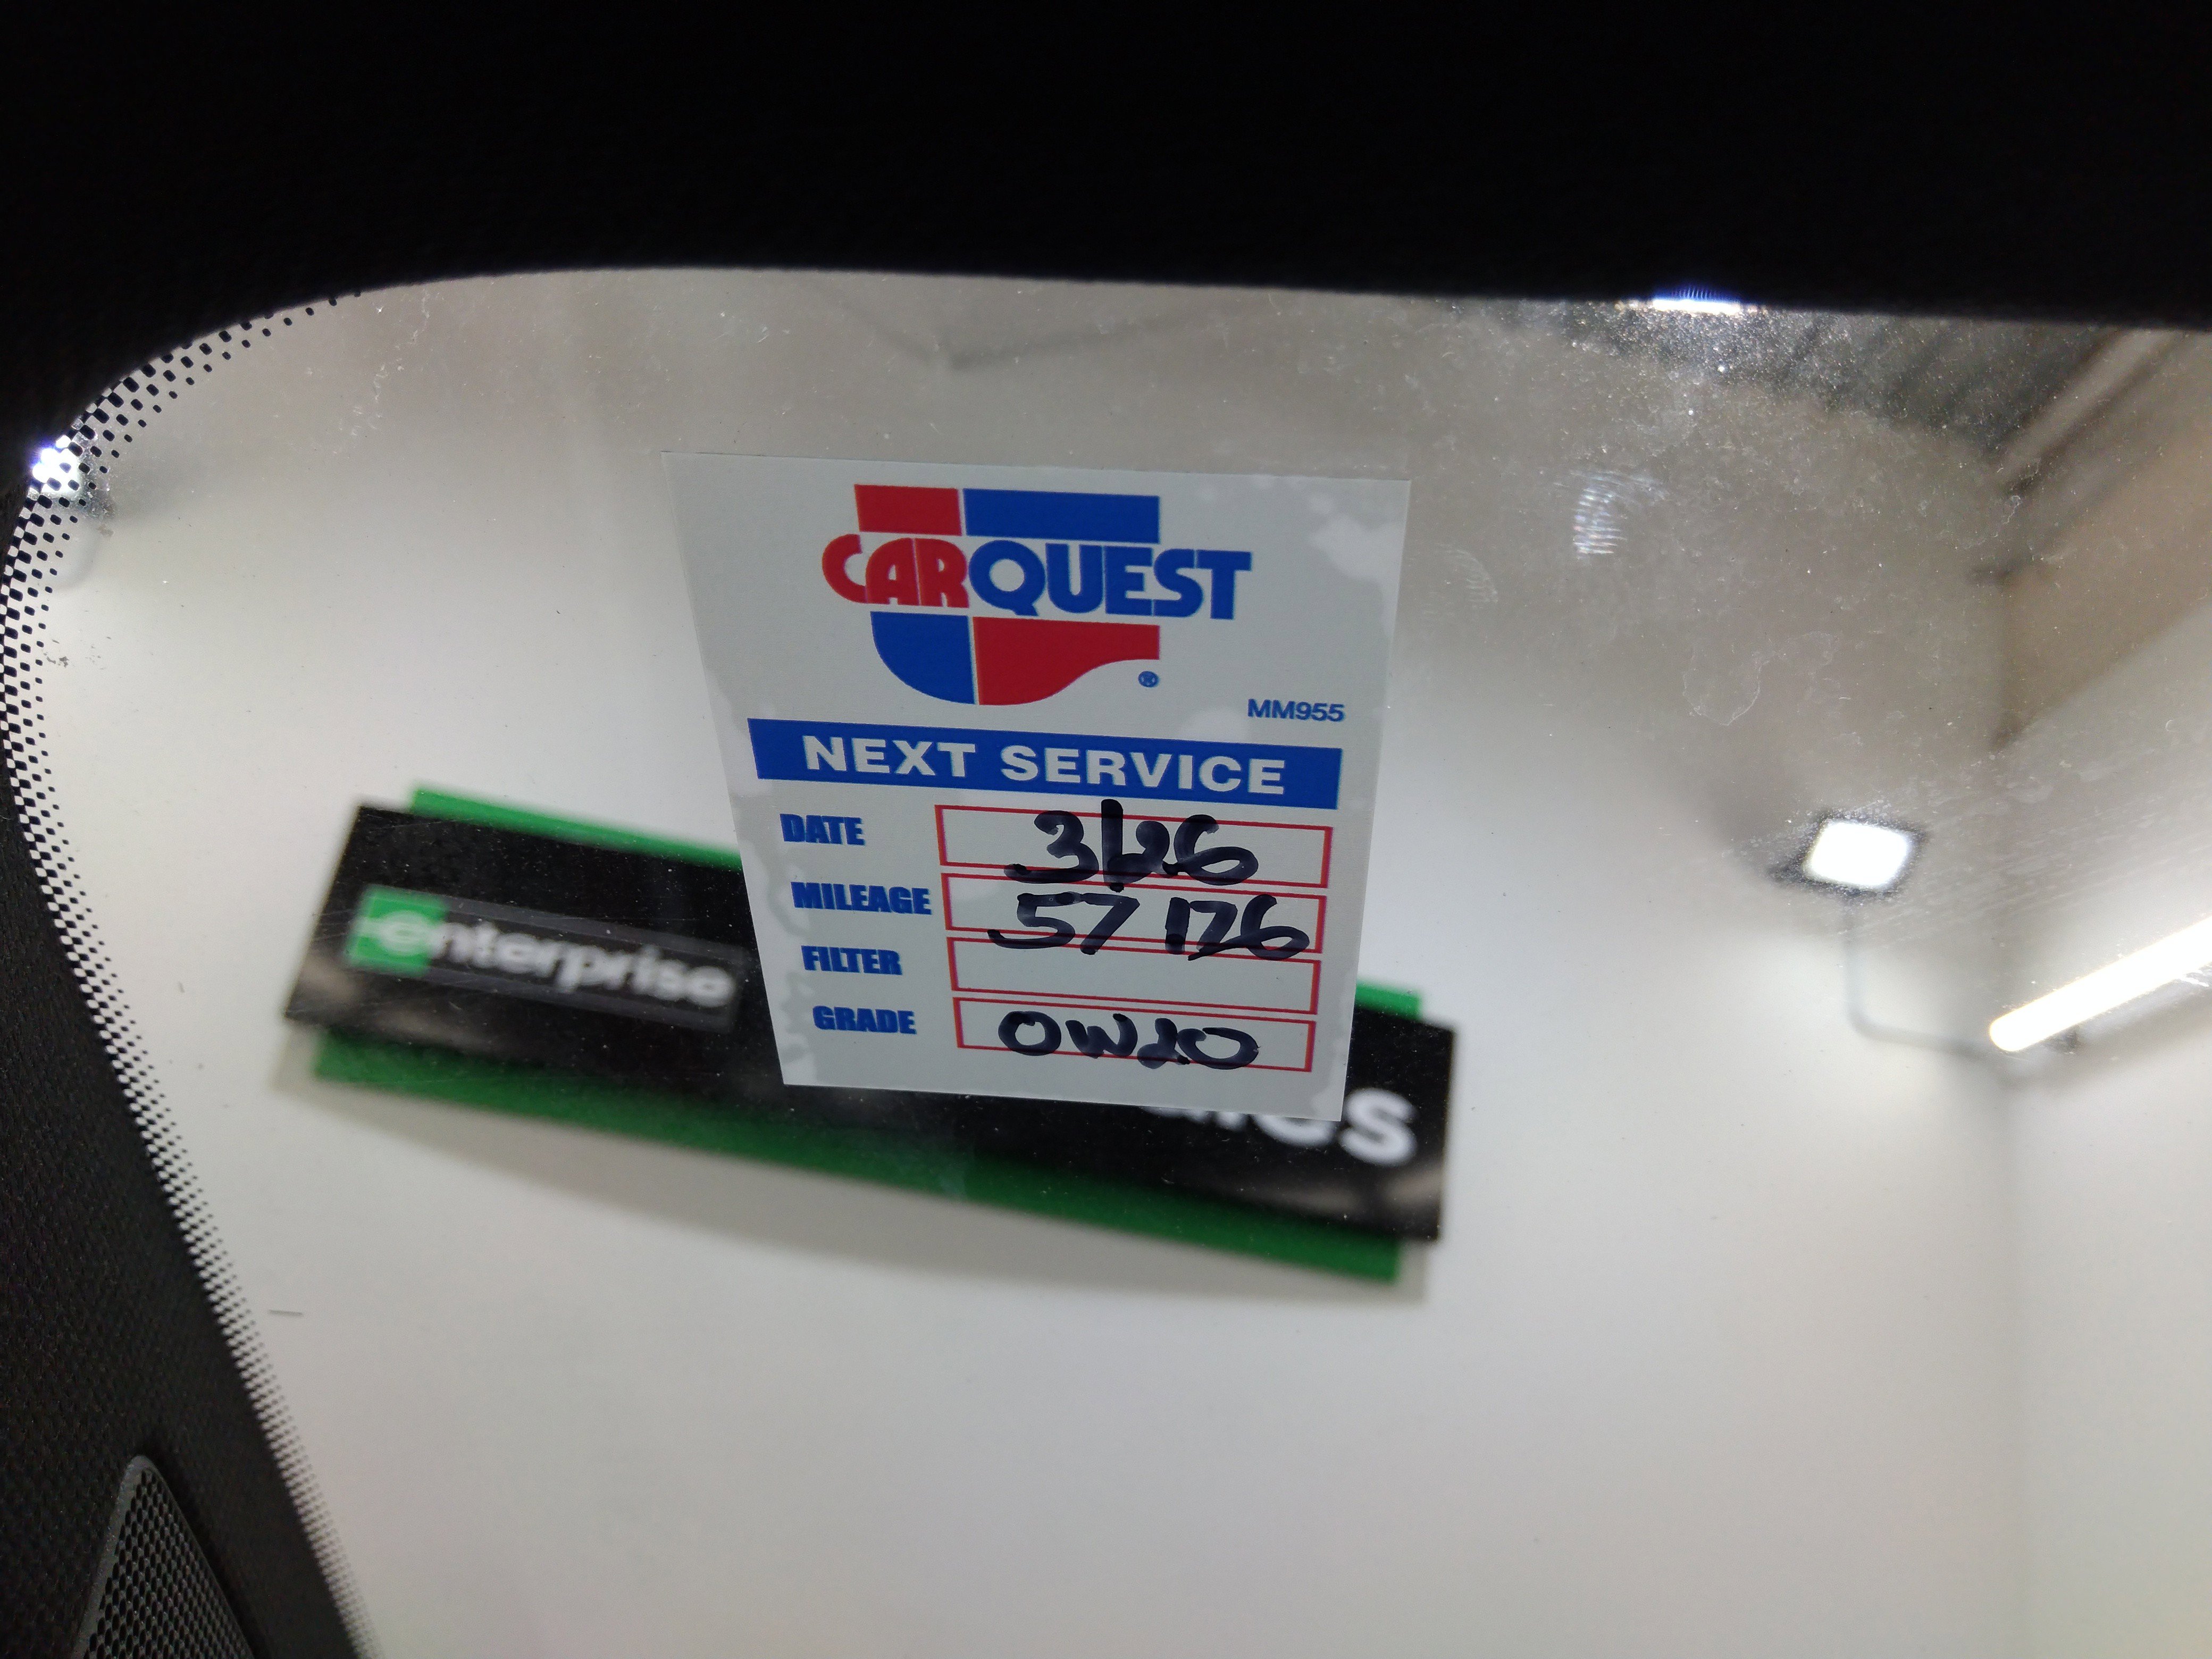 CARQUEST
®
MM955
NEXT SERVICE
DATE 3/26
MILEAGE 57126
FILTER
GRADE 0W20
enterprise